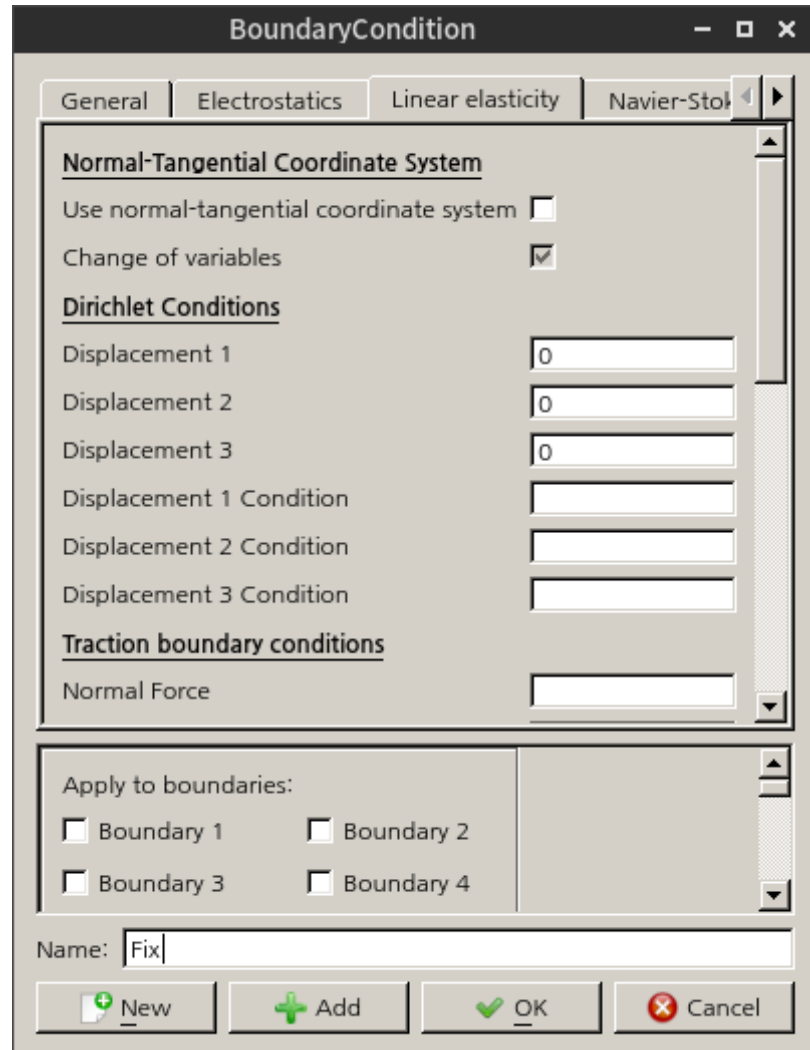 BoundaryCondition
General Electrostatics Linear elasticity Navier-Stok
Normal-Tangential Coordinate System
Use normal-tangential coordinate system
Change of variables
Dirichlet Conditions
Displacement 1 0
Displacement 2 0
Displacement 3 0
Displacement 1 Condition
Displacement 2 Condition
Displacement 3 Condition
Traction boundary conditions
Normal Force
Apply to boundaries:
Boundary 1 Boundary 2
Boundary 3 Boundary 4
Name: Fix
New Add OK Cancel